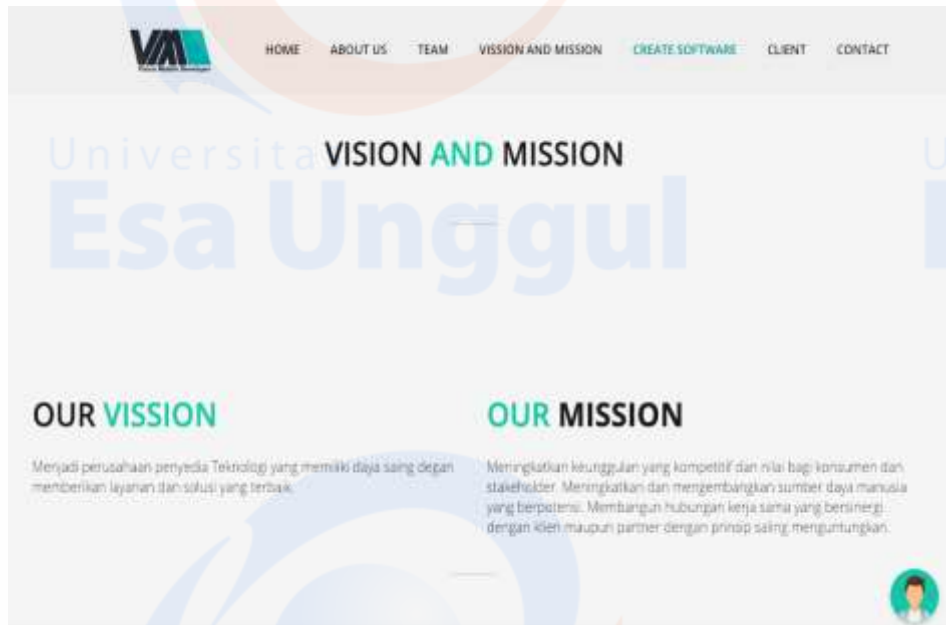 VM
HOME ABOUT US TEAM VISSION AND MISSION CREATE SOFTWARE CLIENT CONTACT
Universitas
Esa Unggul
VISION AND MISSION
OUR VISSION
Menjadi perusahaan penyedia Teknologi yang memiliki daya saing degan
memberikan layanan dan solusi yang terbaik.
OUR MISSION
Meningkatkan keunggulan yang kompetitif dan nilai bagi konsumen dan
stakeholder. Meningkatkan dan mengembangkan sumber daya manusia
yang berpotensi. Membangun hubungan kerja sama yang bersinergi
dengan klien maupun partner dengan prinsip saling menguntungkan.